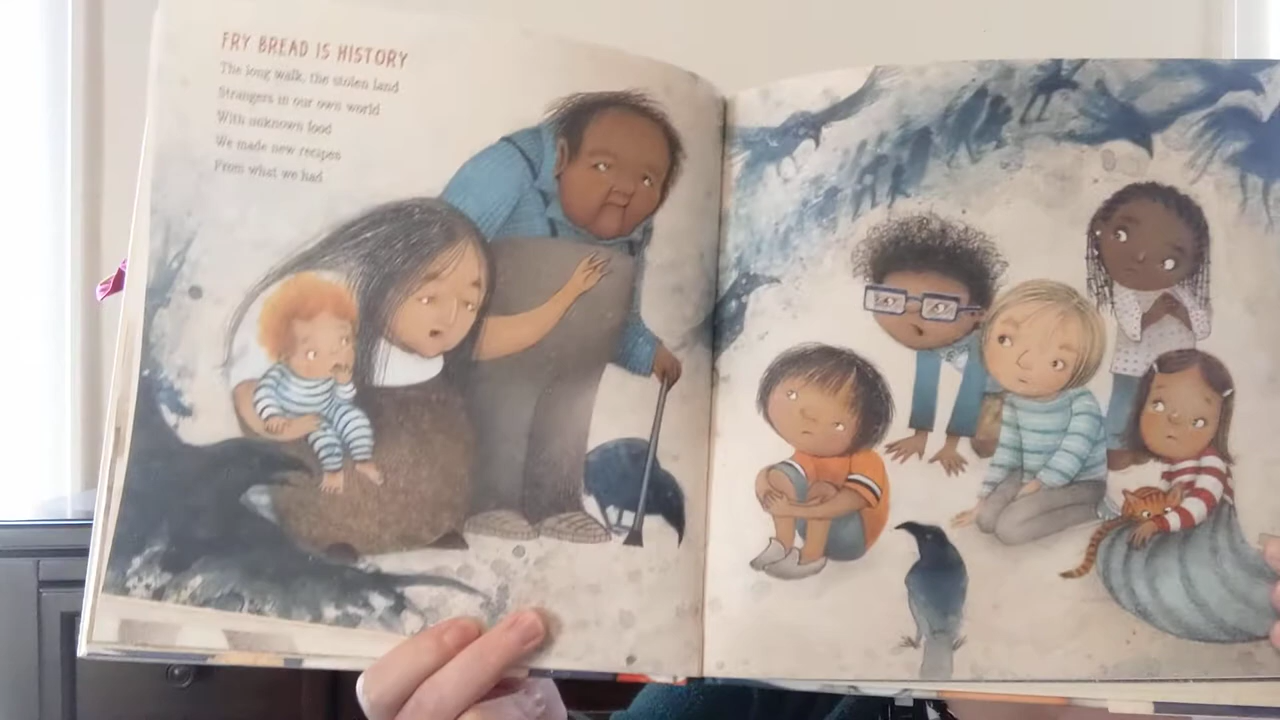 FRY BREAD IS HISTORY
The long walk, the stolen land
Strangers in our own world
With unknown food
We made new recipes
From what we had